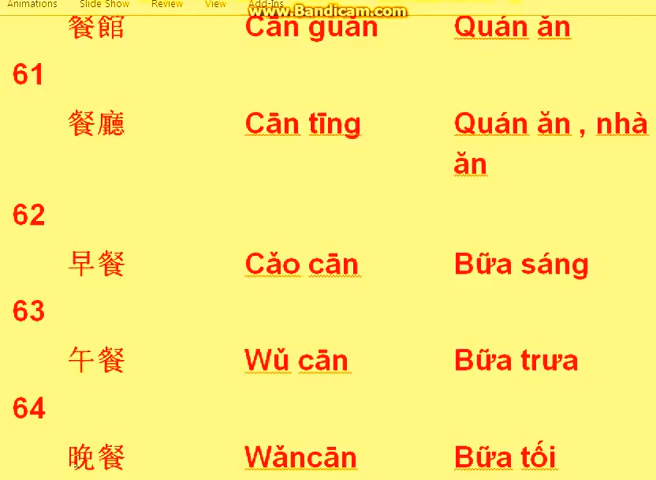 Animations Slide Show Review View Add-Ins
www.Bandicam.com
餐館 Cān guǎn Quán ăn
61
餐廳 Cān tīng Quán ăn , nhà
ăn
62
早餐 Cǎo cān Bữa sáng
63
午餐 Wǔ cān Bữa trưa
64
晚餐 Wǎncān Bữa tối